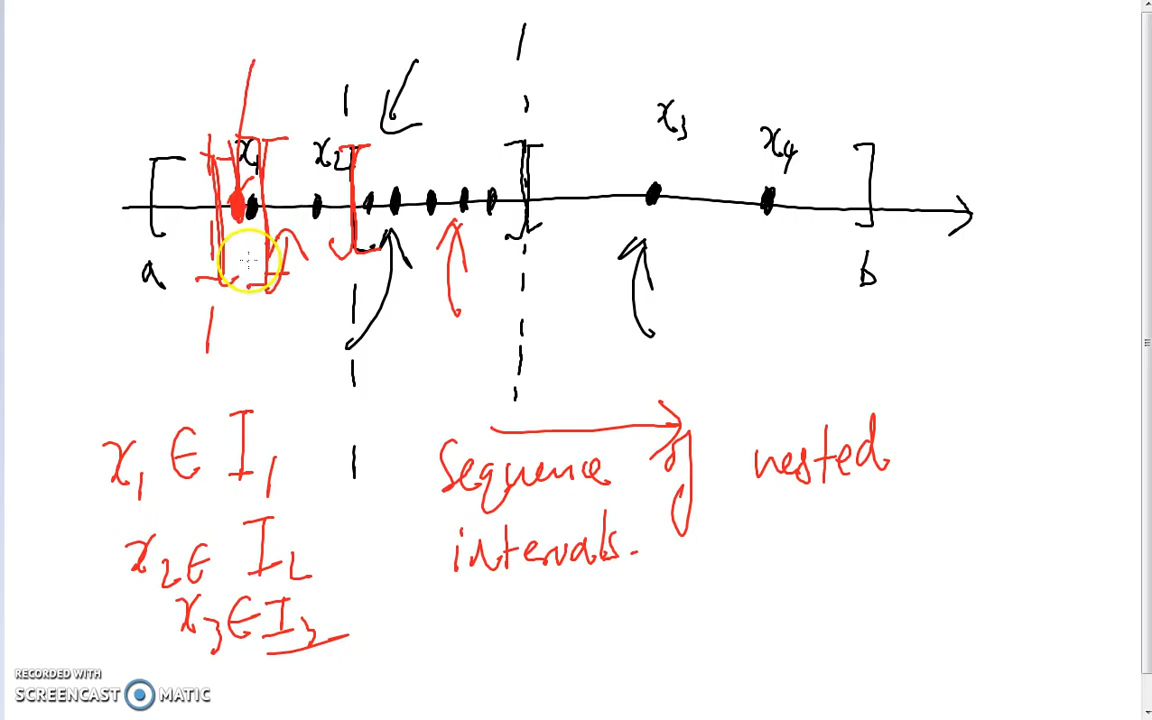 x3
x4
x1
x2
a
b
x1 ∈ I1
sequence of nested
x2 ∈ I2
intervals.
x3 ∈ I3
RECORDED WITH
SCREENCAST MATIC